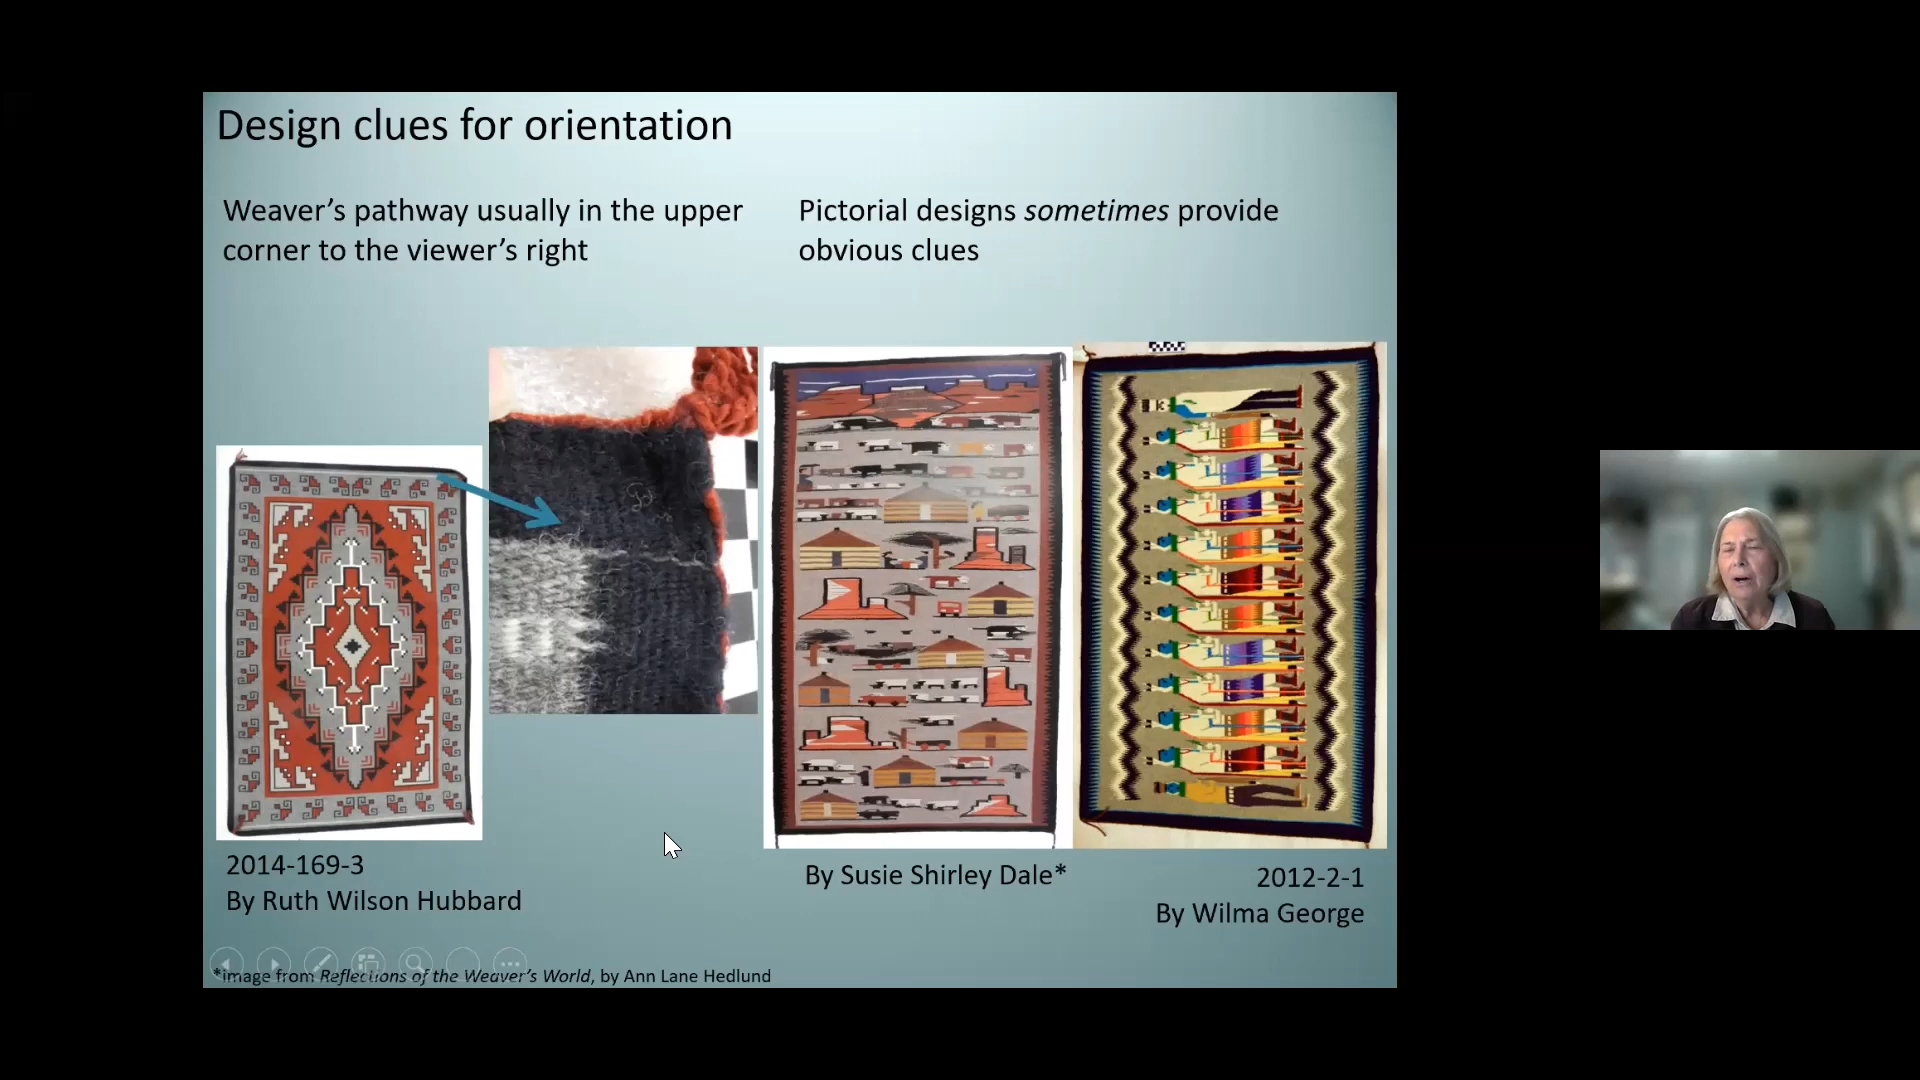 Design clues for orientation
Weaver’s pathway usually in the upper
corner to the viewer’s right
Pictorial designs sometimes provide
obvious clues
2014-169-3
By Ruth Wilson Hubbard
By Susie Shirley Dale*
2012-2-1
By Wilma George
*image from Reflections of the Weaver’s World, by Ann Lane Hedlund